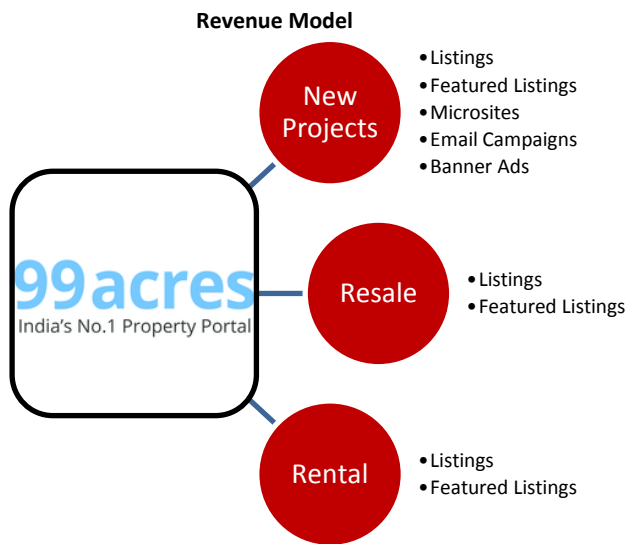 Revenue Model
New
Projects
•Listings
•Featured Listings
•Microsites
•Email Campaigns
•Banner Ads
99acres
India's No.1 Property Portal
Resale
•Listings
•Featured Listings
Rental
•Listings
•Featured Listings